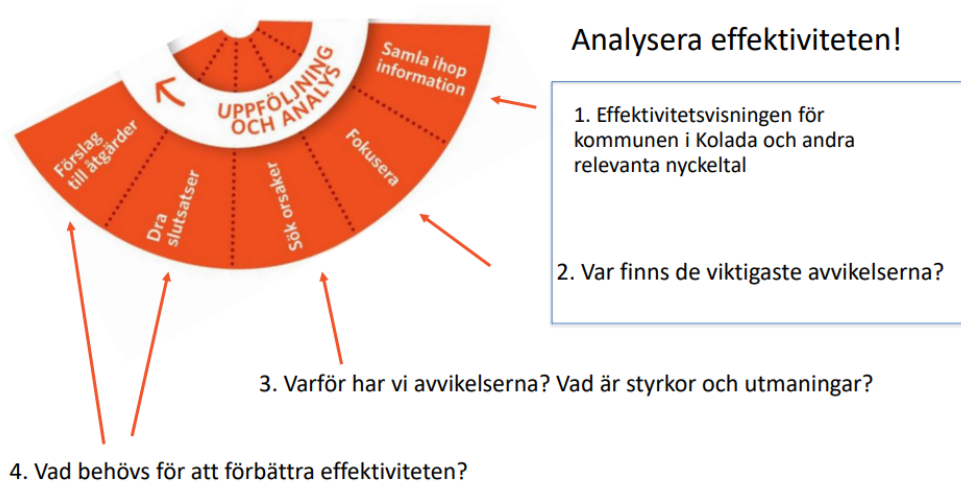 Analysera effektiviteten!
Samla ihop
information
UPPFÖLJNING
OCH ANALYS
Fokusera
Sök orsaker
Dra
slutsatser
Förslag
till åtgärder
1. Effektivitetsvisningen för
kommunen i Kolada och andra
relevanta nyckeltal
2. Var finns de viktigaste avvikelserna?
3. Varför har vi avvikelserna? Vad är styrkor och utmaningar?
4. Vad behövs för att förbättra effektiviteten?